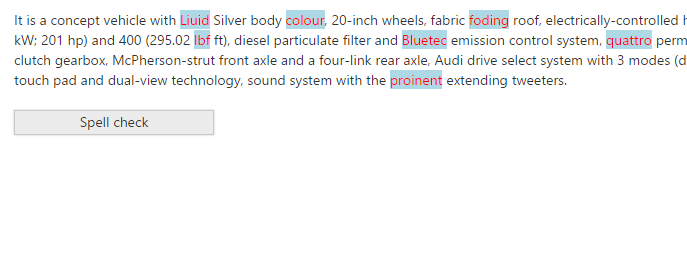 It is a concept vehicle with Liuid Silver body colour, 20-inch wheels, fabric foding roof, electrically-controlled
kW; 201 hp) and 400 (295.02 lbf ft), diesel particulate filter and Bluetec emission control system, quattro perm
clutch gearbox, McPherson-strut front axle and a four-link rear axle, Audi drive select system with 3 modes (d
touch pad and dual-view technology, sound system with the proinent extending tweeters.
Spell check